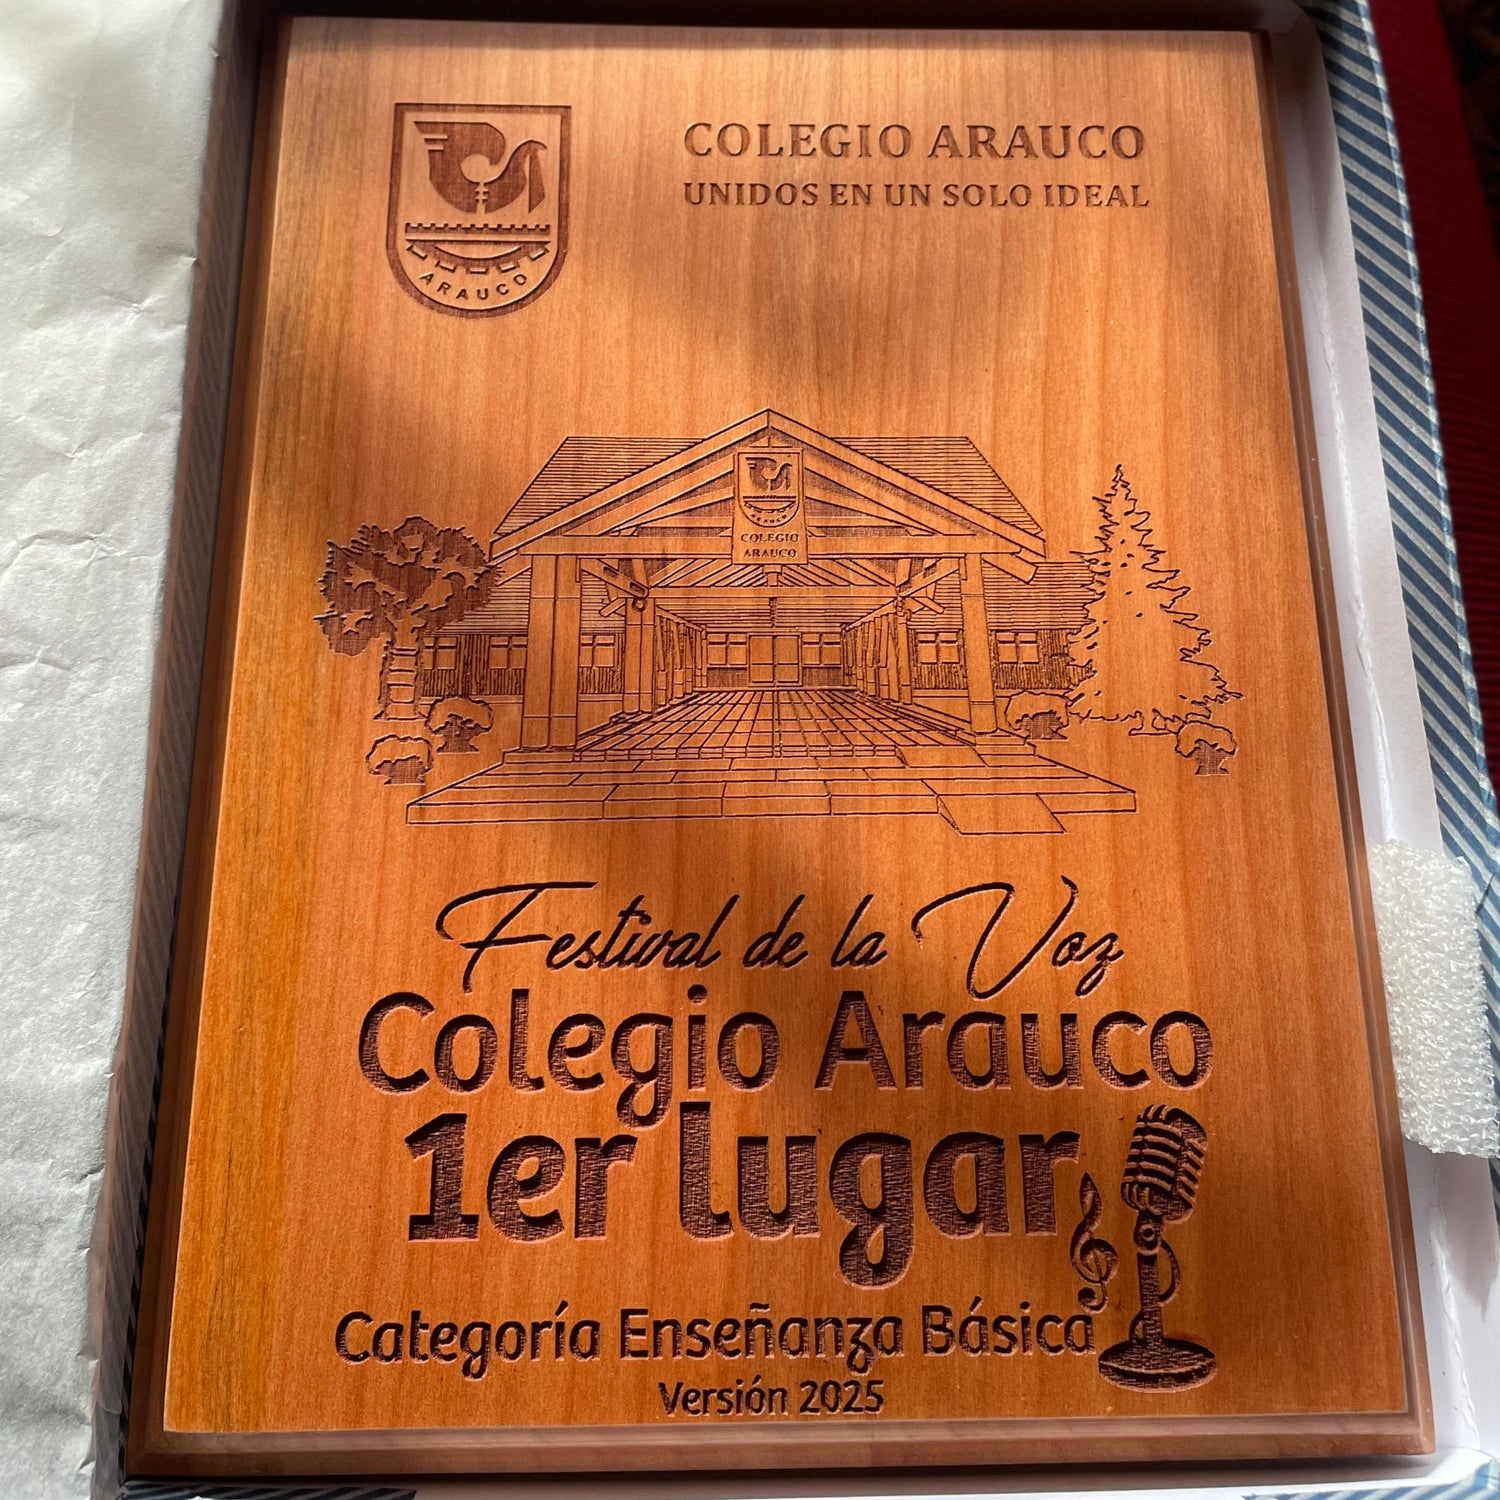 COLEGIO ARAUCO
UNIDOS EN UN SOLO IDEAL
ARAUCO
ARAUCO
COLEGIO
ARAUCO
Festival de la Voz
Colegio Arauco
1er lugar
Categoría Enseñanza Básica
Versión 2025